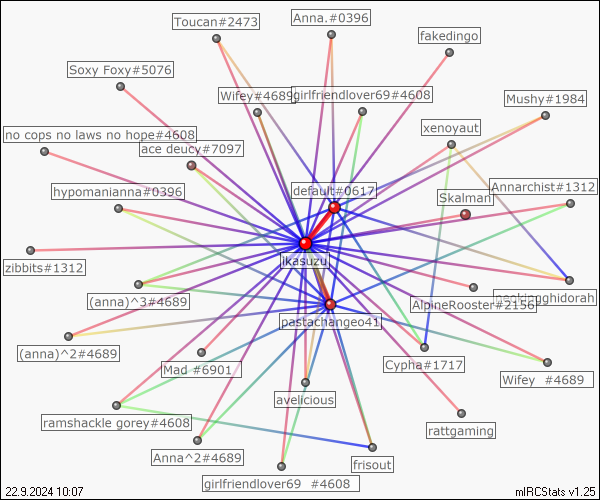 Toucan#2473
Anna.#0396
fakedingo
Soxy Foxy#5076
Wifey#4689
girlfriendlover69#4608
Mushy#1984
no cops no laws no hope#4608
xenoyaut
ace deucy#7097
hypomanianna#0396
default#0617
Skalman
Annarchist#1312
ikasuzu
zibbits#1312
(anna)^3#4689
AlpineRooster#2156
pastachangeo41
(anna)^2#4689
Mad #6901
Cypha#1717
Wifey #4689
avelicious
ramshackle gorey#4608
rattgaming
Anna^2#4689
frisout
girlfriendlover69 #4608
22.9.2024 10:07
mIRCStats v1.25